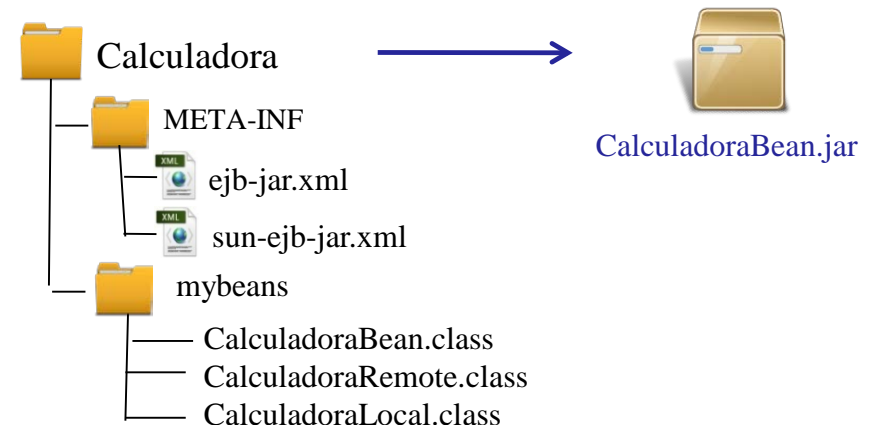 Calculadora
META-INF
XML
ejb-jar.xml
XML
sun-ejb-jar.xml
mybeans
CalculadoraBean.class
CalculadoraRemote.class
CalculadoraLocal.class
CalculadoraBean.jar